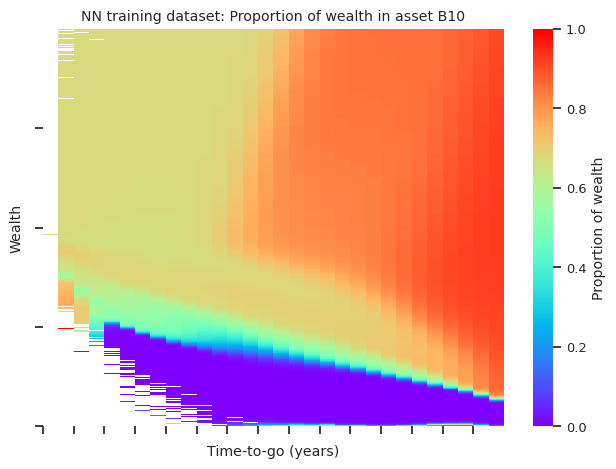 NN training dataset: Proportion of wealth in asset B10
Wealth
Time-to-go (years)
1.0
0.8
0.6
0.4
0.2
0.0
Proportion of wealth